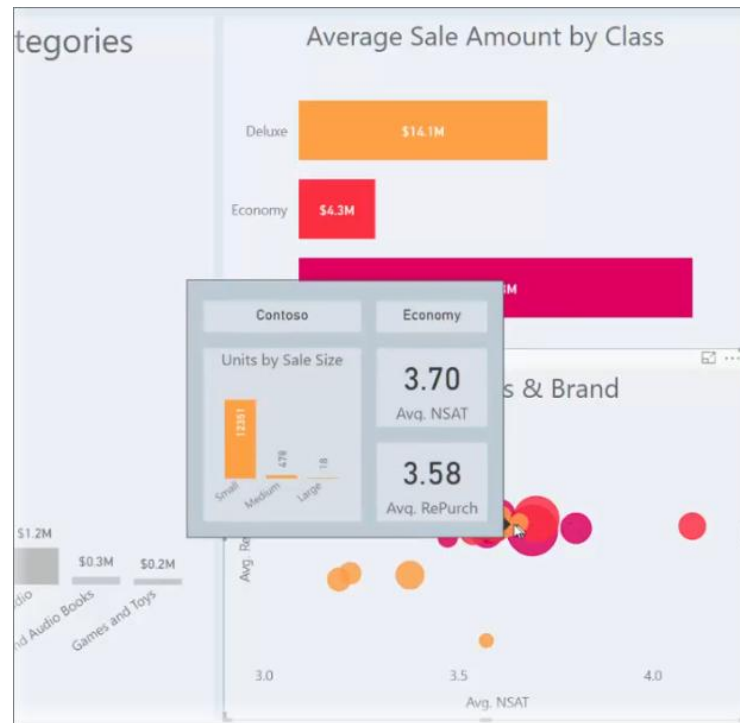 tegories
Average Sale Amount by Class
Deluxe
$14.1M
Economy
$4.3M
M
Contoso
Economy
Units by Sale Size
12351
478
18
Small
Medium
Large
3.70
Avg. NSAT
3.58
Avg. RePurch
s & Brand
$1.2M
$0.3M
$0.2M
dio
nd Audio Books
Games and Toys
Avg. Re
3.0
3.5
4.0
Avg. NSAT